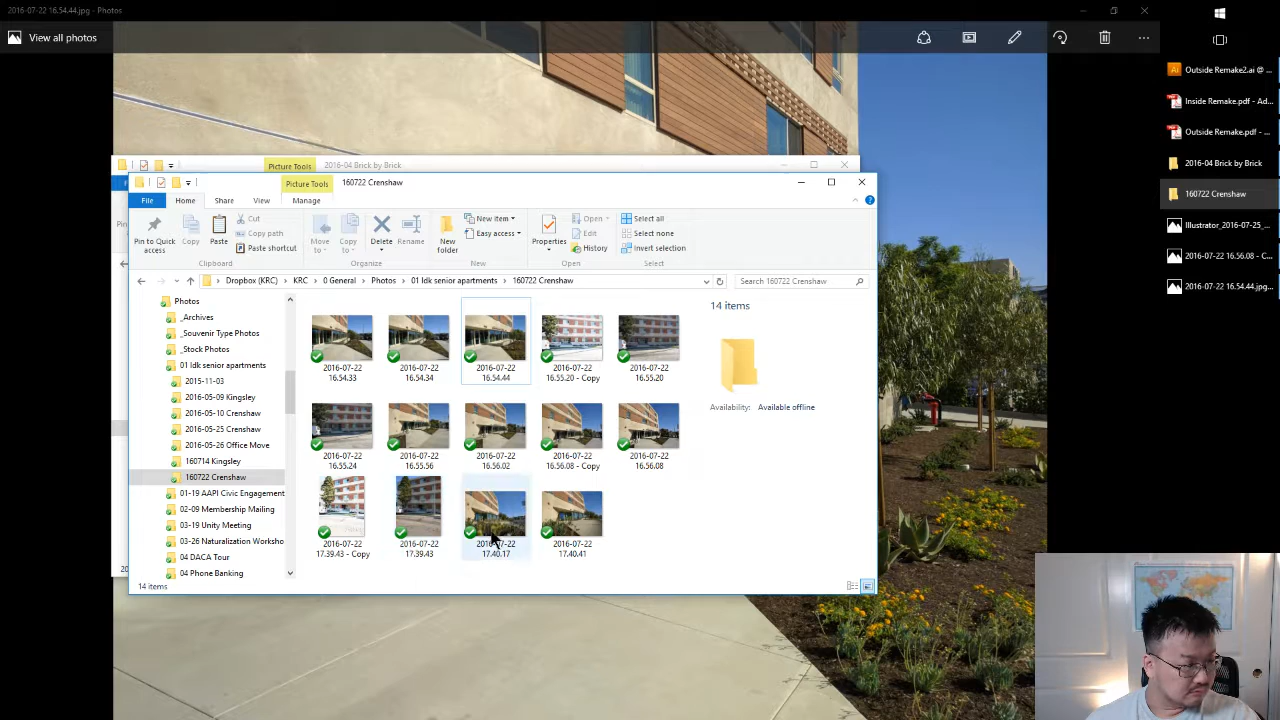 2016-07-22 16.54.44.jpg - Photos
View all photos
Outside Remake2.ai @ ...
Inside Remake.pdf - Ad...
Outside Remake.pdf - ...
2016-04 Brick by Brick
160722 Crenshaw
Illustrator_2016-07-25_...
2016-07-22 16.56.08 - C...
2016-07-22 16.54.44.jpg...
Picture Tools
2016-04 Brick by Brick
Picture Tools
160722 Crenshaw
File
Home
Share
View
Manage
Pin to Quick access
Copy
Paste
Cut
Copy path
Paste shortcut
Clipboard
Move to
Copy to
Delete
Rename
Organize
New folder
New item
Easy access
New
Properties
Open
Edit
History
Open
Select all
Select none
Invert selection
Select
Dropbox (KRC) > KRC > 0 General > Photos > 01 ldk senior apartments > 160722 Crenshaw
Search 160722 Crenshaw
Photos
_Archives
_Souvenir Type Photos
_Stock Photos
01 ldk senior apartments
2015-11-03
2016-05-09 Kingsley
2016-05-10 Crenshaw
2016-05-25 Crenshaw
2016-05-26 Office Move
160714 Kingsley
160722 Crenshaw
01-19 AAPI Civic Engagement
02-09 Membership Mailing
03-19 Unity Meeting
03-26 Naturalization Worksho
04 DACA Tour
04 Phone Banking
2016-07-22 16.54.33
2016-07-22 16.54.34
2016-07-22 16.54.44
2016-07-22 16.55.20 - Copy
2016-07-22 16.55.20
2016-07-22 16.55.24
2016-07-22 16.55.56
2016-07-22 16.56.02
2016-07-22 16.56.08 - Copy
2016-07-22 16.56.08
2016-07-22 17.39.43 - Copy
2016-07-22 17.39.43
2016-07-22 17.40.17
2016-07-22 17.40.41
14 items
Availability: Available offline
14 items